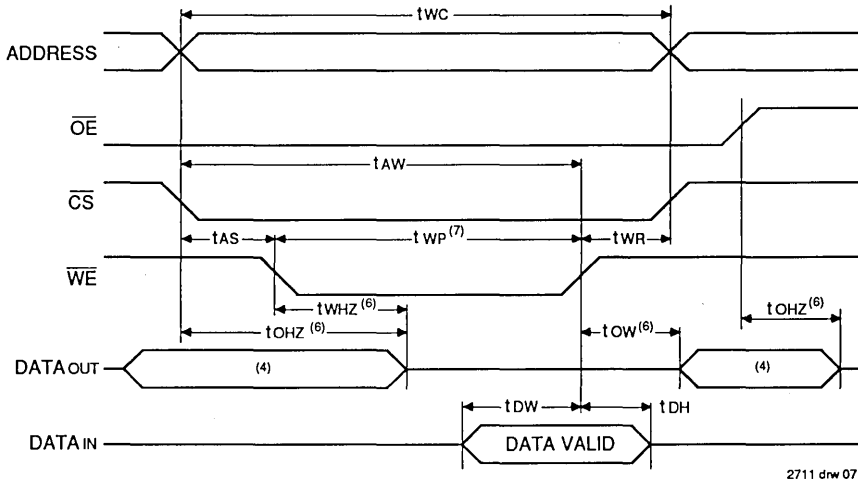 tWC
ADDRESS
OE
tAW
CS
tAS
tWP (7)
tWR
WE
tWHZ (6)
tOHZ (6)
tOW (6)
tOHZ (6)
DATA OUT
(4)
(4)
tDW
tDH
DATA IN
DATA VALID
2711 drw 07